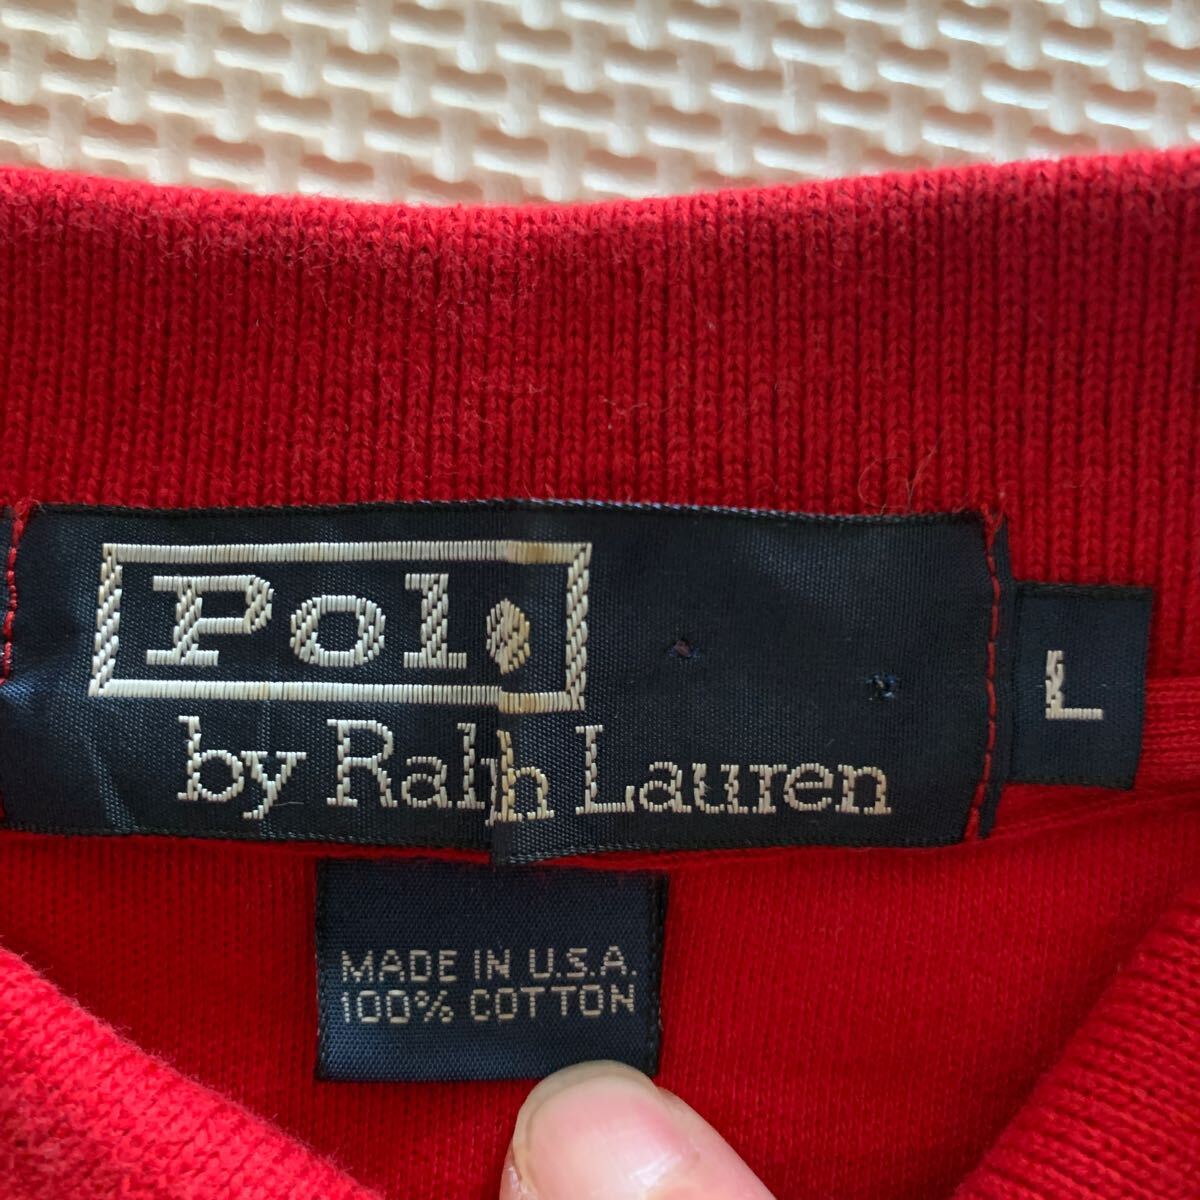 Polo
by Ralph Lauren
L
MADE IN U.S.A.
100% COTTON